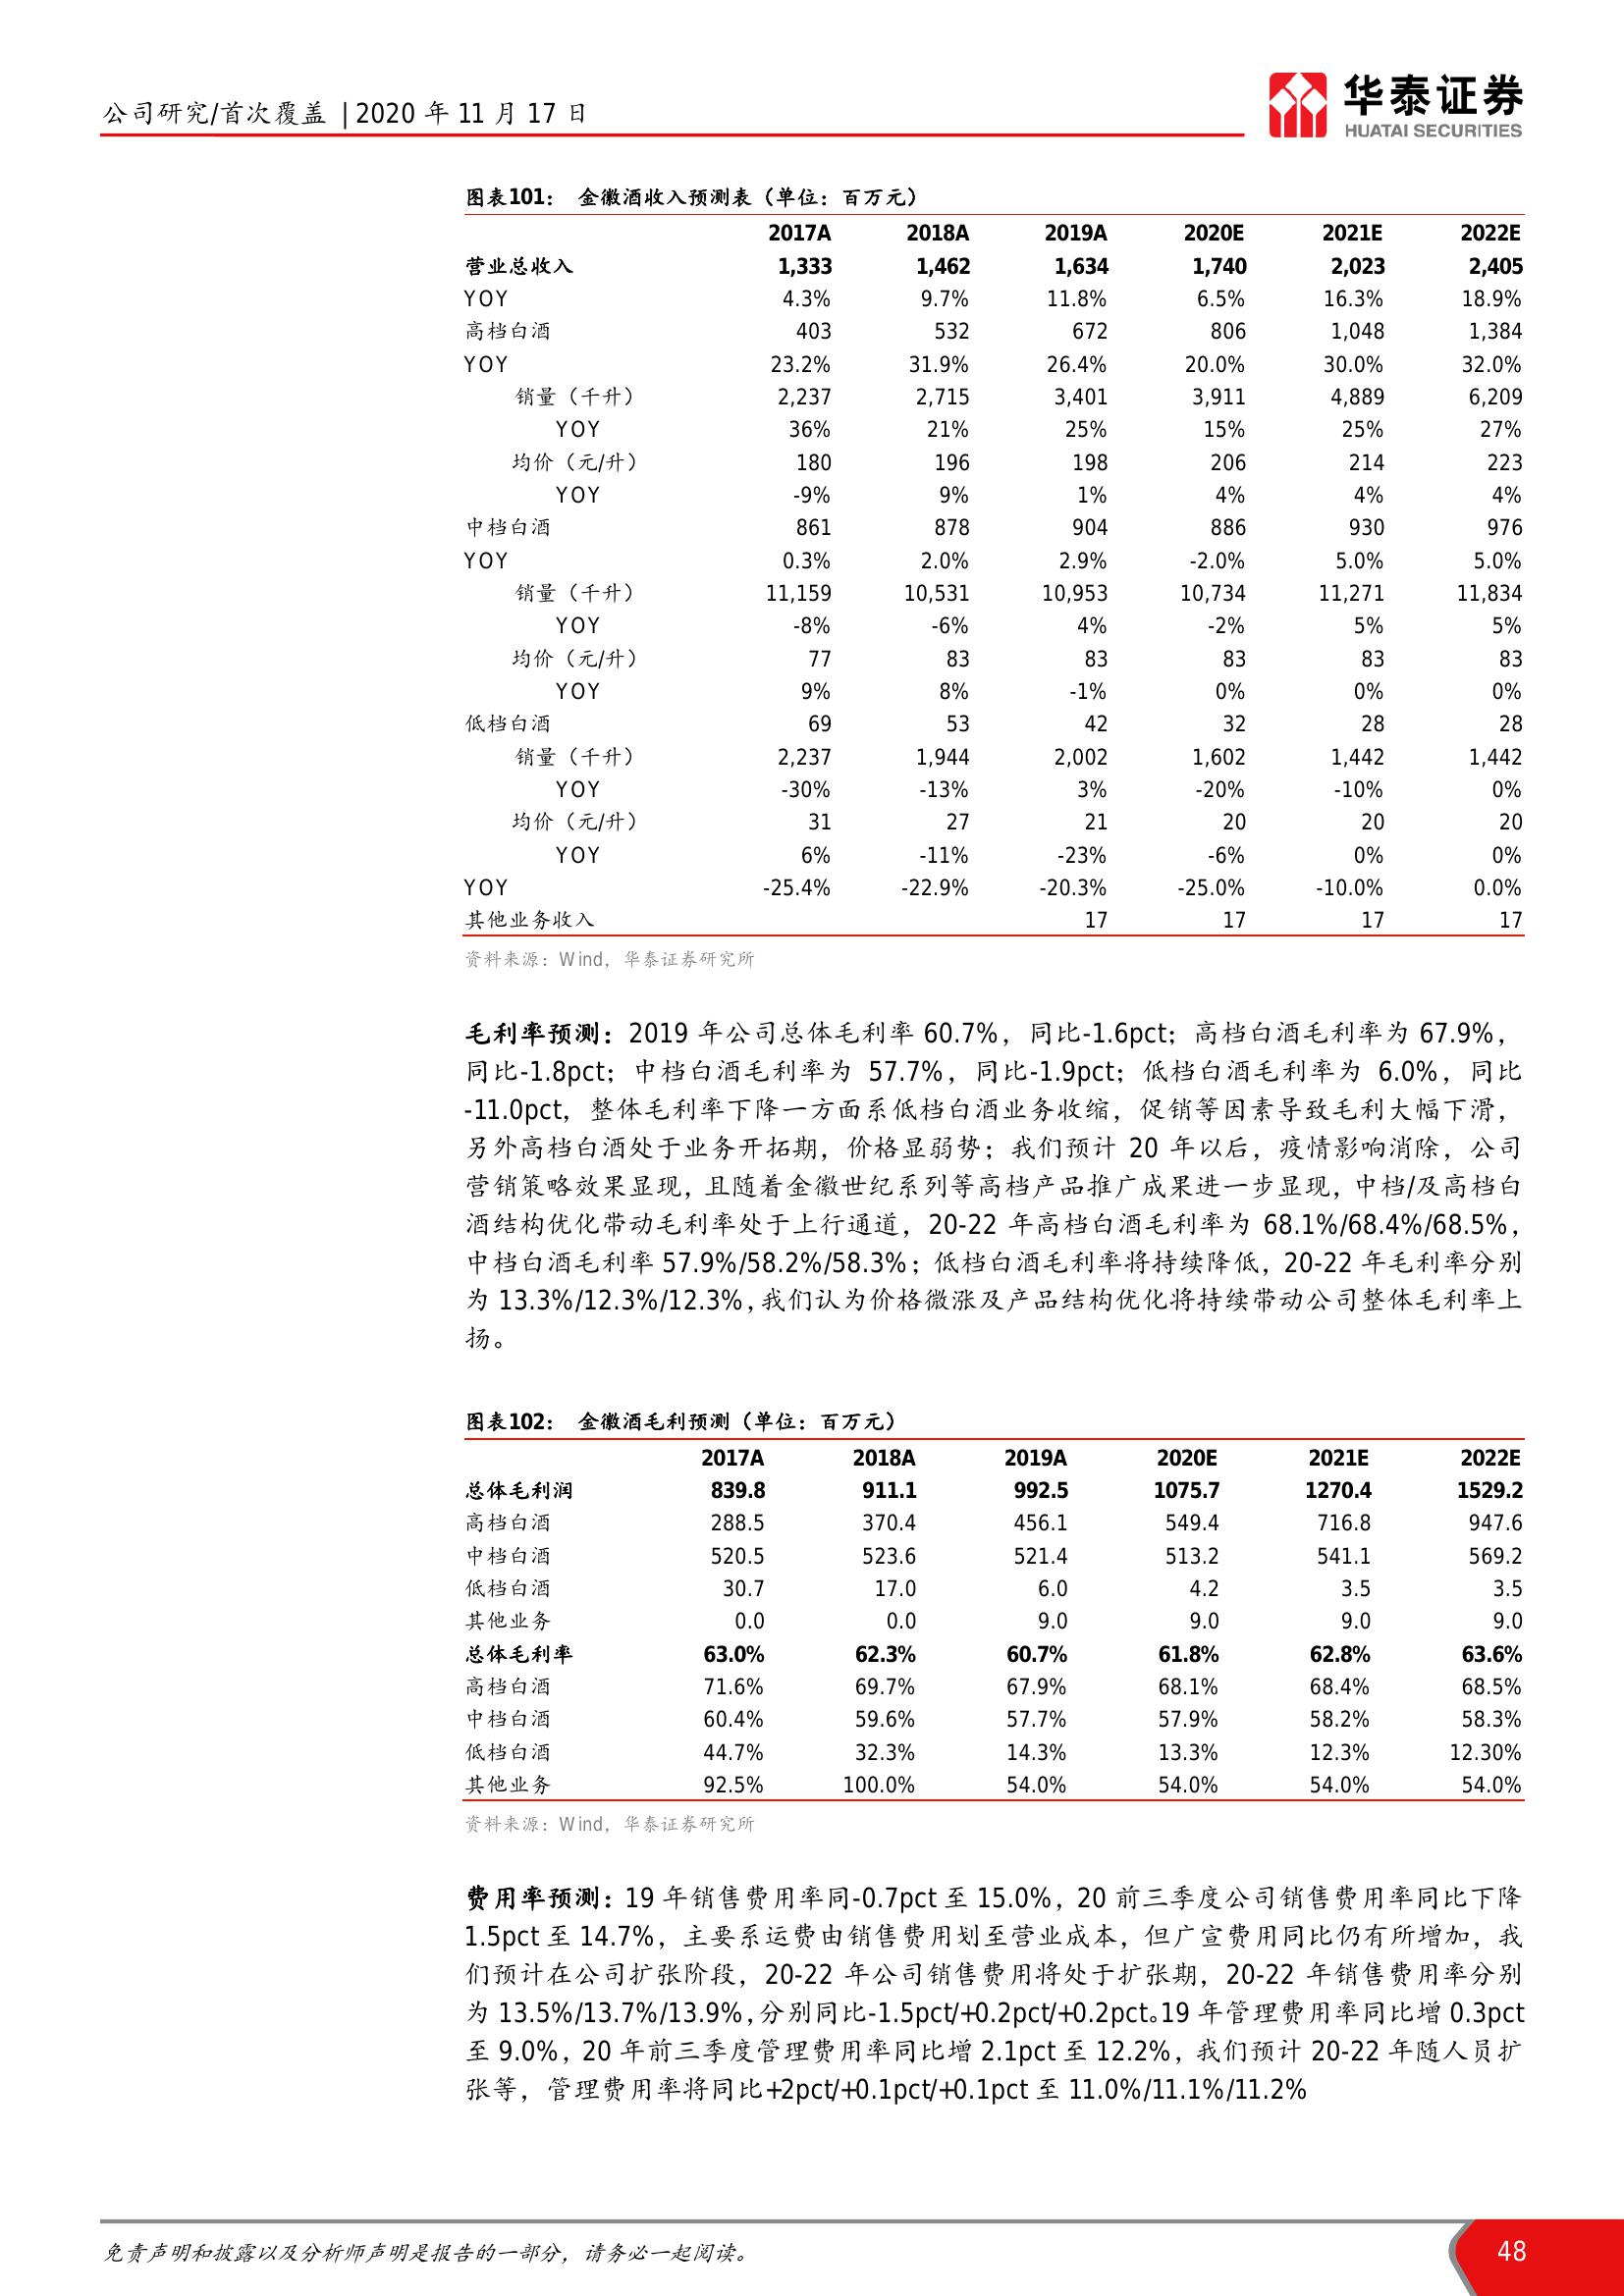 公司研究/首次覆盖 | 2020 年 11 月 17 日
华泰证券
HUATAI SECURITIES
图表101： 金徽酒收入预测表（单位：百万元）
2017A 2018A 2019A 2020E 2021E 2022E
营业总收入 1,333 1,462 1,634 1,740 2,023 2,405
YOY 4.3% 9.7% 11.8% 6.5% 16.3% 18.9%
高档白酒 403 532 672 806 1,048 1,384
YOY 23.2% 31.9% 26.4% 20.0% 30.0% 32.0%
销量（千升） 2,237 2,715 3,401 3,911 4,889 6,209
YOY 36% 21% 25% 15% 25% 27%
均价（元/升） 180 196 198 206 214 223
YOY -9% 9% 1% 4% 4% 4%
中档白酒 861 878 904 886 930 976
YOY 0.3% 2.0% 2.9% -2.0% 5.0% 5.0%
销量（千升） 11,159 10,531 10,953 10,734 11,271 11,834
YOY -8% -6% 4% -2% 5% 5%
均价（元/升） 77 83 83 83 83 83
YOY 9% 8% -1% 0% 0% 0%
低档白酒 69 53 42 32 28 28
销量（千升） 2,237 1,944 2,002 1,602 1,442 1,442
YOY -30% -13% 3% -20% -10% 0%
均价（元/升） 31 27 21 20 20 20
YOY 6% -11% -23% -6% 0% 0%
YOY -25.4% -22.9% -20.3% -25.0% -10.0% 0.0%
其他业务收入 17 17 17 17
资料来源：Wind，华泰证券研究所
毛利率预测：2019 年公司总体毛利率 60.7%，同比-1.6pct；高档白酒毛利率为 67.9%，
同比-1.8pct；中档白酒毛利率为 57.7%，同比-1.9pct；低档白酒毛利率为 6.0%，同比
-11.0pct，整体毛利率下降一方面系低档白酒业务收缩，促销等因素导致毛利大幅下滑，
另外高档白酒处于业务开拓期，价格显弱势；我们预计 20 年以后，疫情影响消除，公司
营销策略效果显现，且随着金徽世纪系列等高档产品推广成果进一步显现，中档/及高档白
酒结构优化带动毛利率处于上行通道，20-22 年高档白酒毛利率为 68.1%/68.4%/68.5%，
中档白酒毛利率 57.9%/58.2%/58.3%；低档白酒毛利率将持续降低，20-22 年毛利率分别
为 13.3%/12.3%/12.3%，我们认为价格微涨及产品结构优化将持续带动公司整体毛利率上
扬。
图表102： 金徽酒毛利预测（单位：百万元）
2017A 2018A 2019A 2020E 2021E 2022E
总体毛利润 839.8 911.1 992.5 1075.7 1270.4 1529.2
高档白酒 288.5 370.4 456.1 549.4 716.8 947.6
中档白酒 520.5 523.6 521.4 513.2 541.1 569.2
低档白酒 30.7 17.0 6.0 4.2 3.5 3.5
其他业务 0.0 0.0 9.0 9.0 9.0 9.0
总体毛利率 63.0% 62.3% 60.7% 61.8% 62.8% 63.6%
高档白酒 71.6% 69.7% 67.9% 68.1% 68.4% 68.5%
中档白酒 60.4% 59.6% 57.7% 57.9% 58.2% 58.3%
低档白酒 44.7% 32.3% 14.3% 13.3% 12.3% 12.30%
其他业务 92.5% 100.0% 54.0% 54.0% 54.0% 54.0%
资料来源：Wind，华泰证券研究所
费用率预测：19 年销售费用率同-0.7pct 至 15.0%，20 前三季度公司销售费用率同比下降
1.5pct 至 14.7%，主要系运费由销售费用划至营业成本，但广宣费用同比仍有所增加，我
们预计在公司扩张阶段，20-22 年公司销售费用将处于扩张期，20-22 年销售费用率分别
为 13.5%/13.7%/13.9%，分别同比-1.5pct/+0.2pct/+0.2pct。19 年管理费用率同比增 0.3pct
至 9.0%，20 年前三季度管理费用率同比增 2.1pct 至 12.2%，我们预计 20-22 年随人员扩
张等，管理费用率将同比+2pct/+0.1pct/+0.1pct 至 11.0%/11.1%/11.2%
免责声明和披露以及分析师声明是报告的一部分，请务必一起阅读。
48